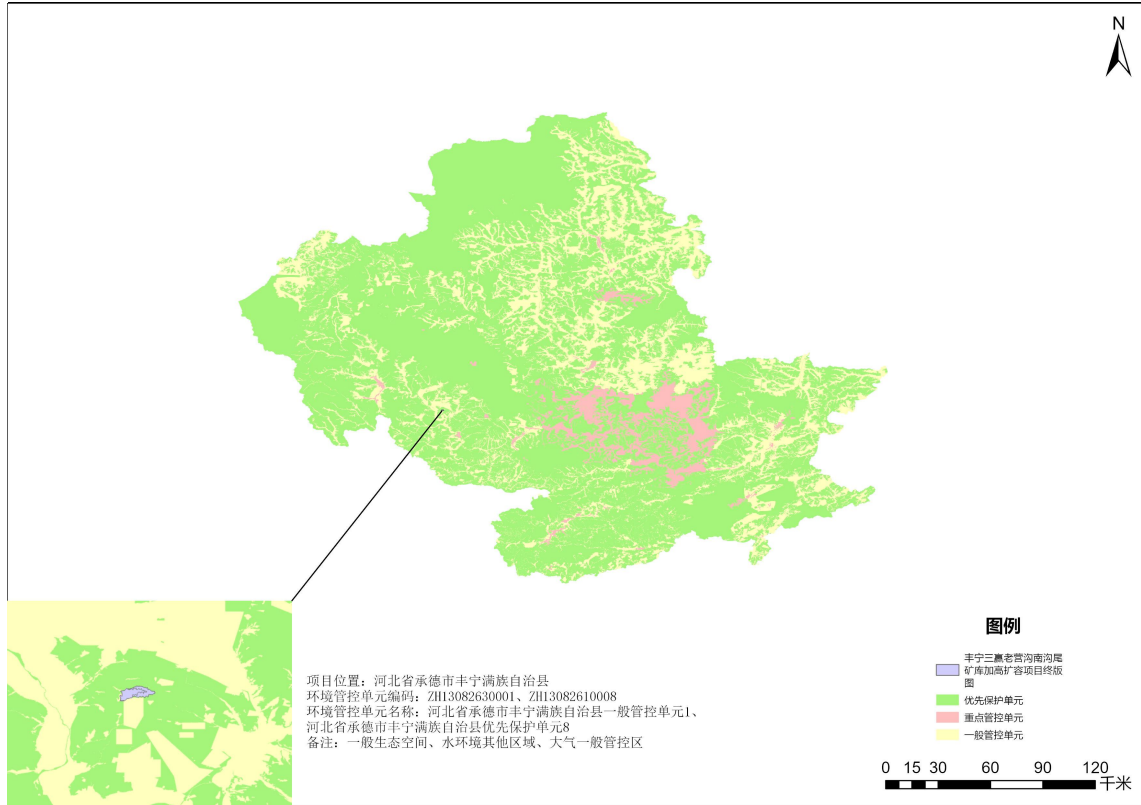 N
项目位置：河北省承德市丰宁满族自治县
环境管控单元编码：ZH13082630001、ZH13082610008
环境管控单元名称：河北省承德市丰宁满族自治县一般管控单元1、
河北省承德市丰宁满族自治县优先保护单元8
备注：一般生态空间、水环境其他区域、大气一般管控区
图例
丰宁三赢老营沟南沟尾
矿库加高扩容项目终版
图
优先保护单元
重点管控单元
一般管控单元
0 15 30 60 90 120
千米